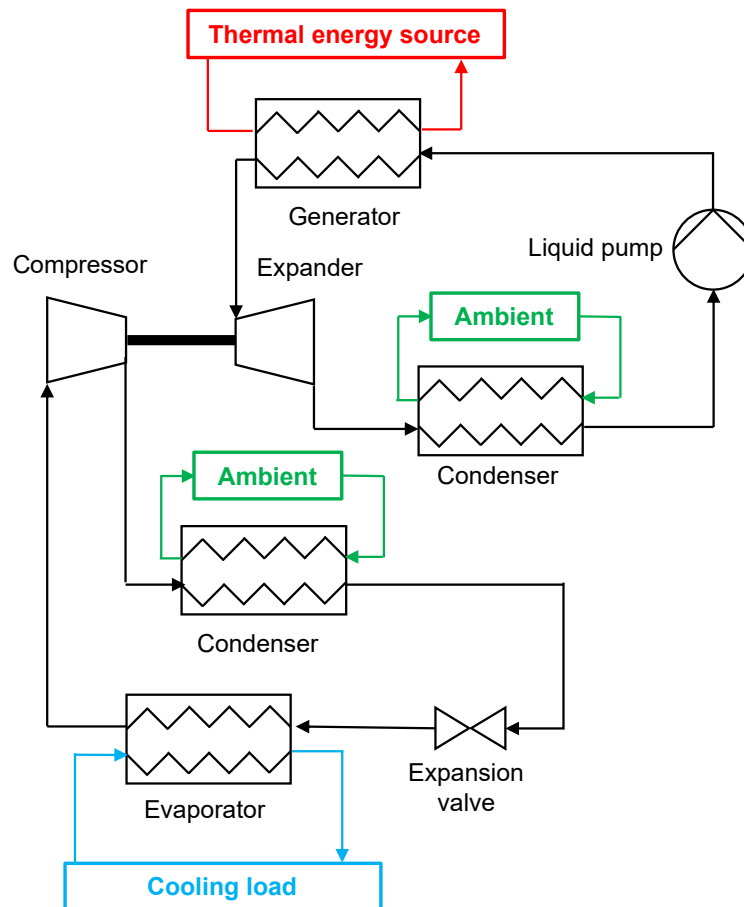 Thermal energy source
Generator
Liquid pump
Compressor
Expander
Ambient
Condenser
Ambient
Condenser
Expansion
valve
Evaporator
Cooling load